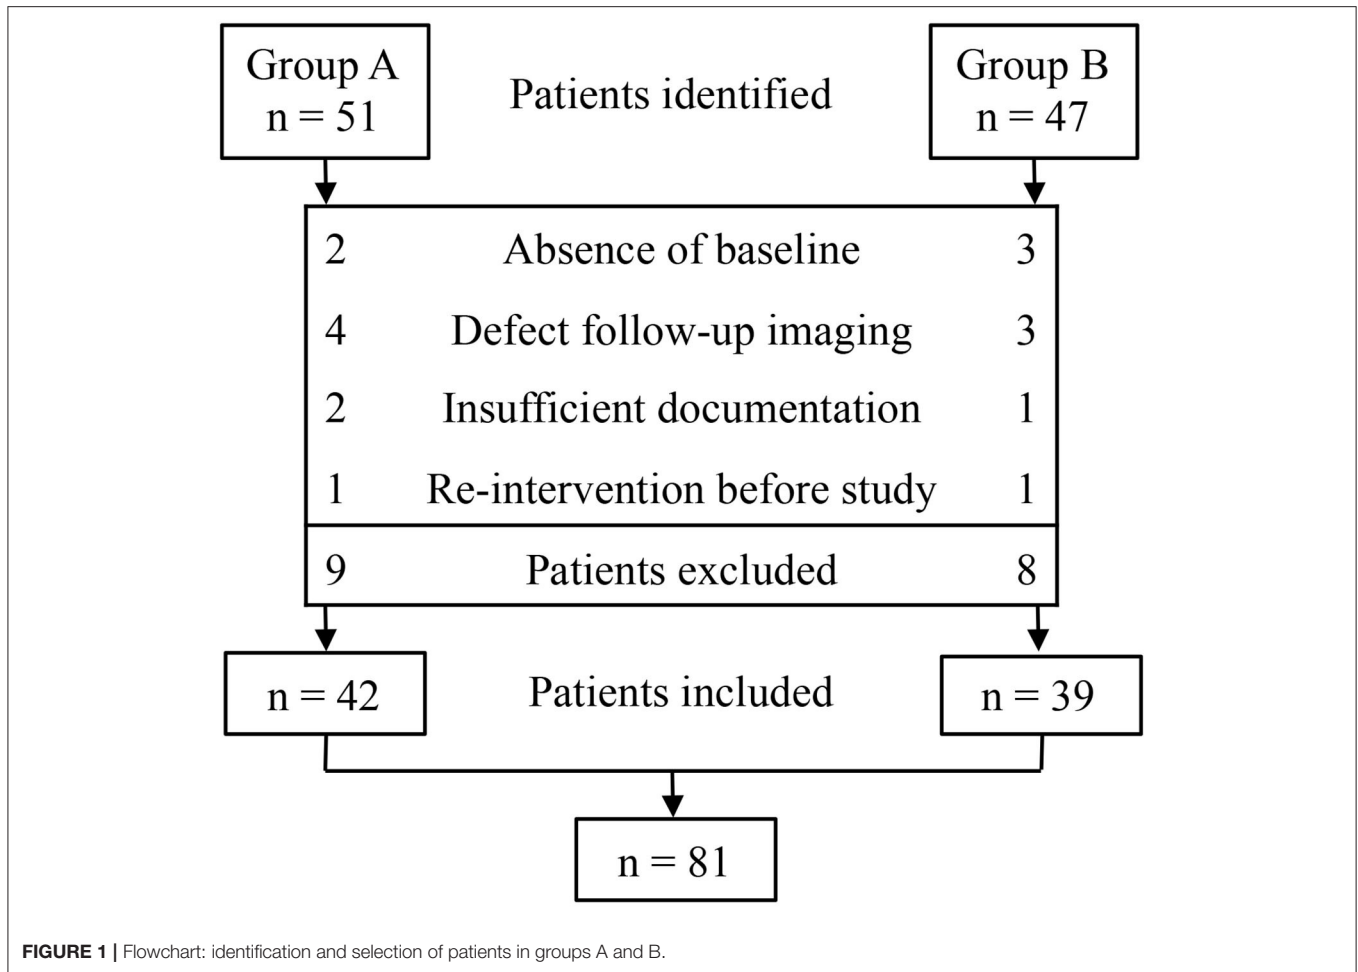 Group A
n = 51
Patients identified
Group B
n = 47
2 Absence of baseline 3
4 Defect follow-up imaging 3
2 Insufficient documentation 1
1 Re-intervention before study 1
9 Patients excluded 8
n = 42 Patients included n = 39
n = 81
FIGURE 1 | Flowchart: identification and selection of patients in groups A and B.